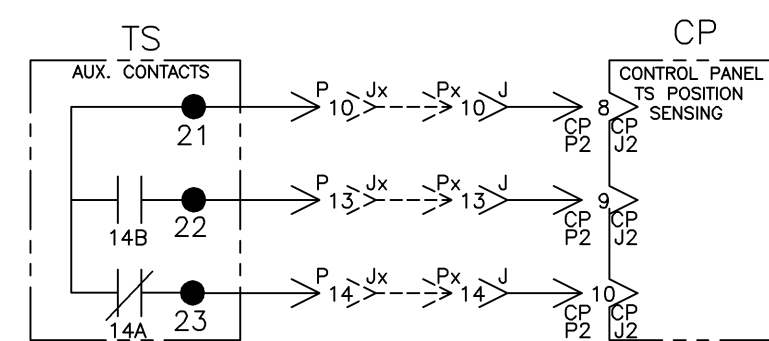 TS
CP
AUX. CONTACTS
CONTROL PANEL
TS POSITION
SENSING
21
P 10 Jx Px 10 J
8
CP P2
CP J2
14B
22
P 13 Jx Px 13 J
9
CP P2
CP J2
14A
23
P 14 Jx Px 14 J
10
CP P2
CP J2